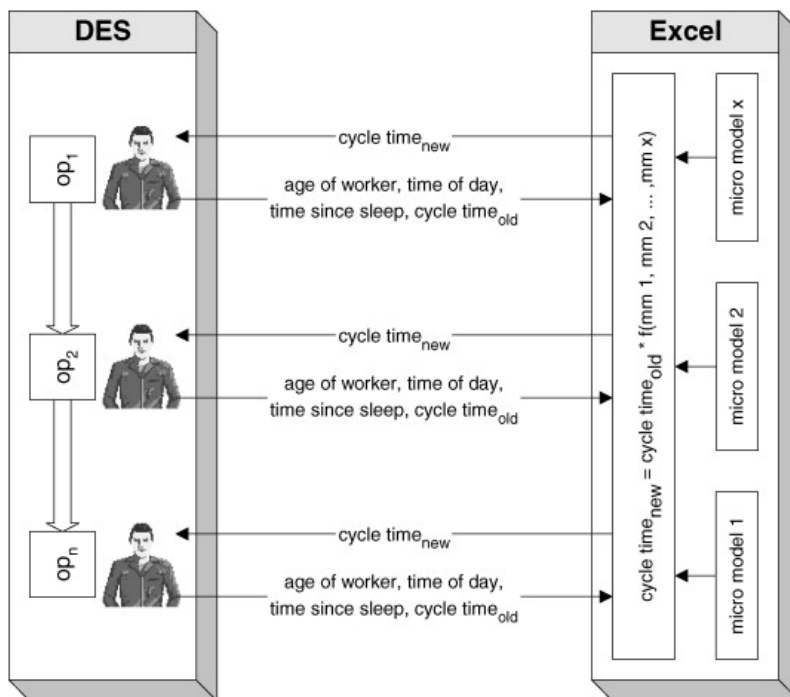 DES
Excel
op1
cycle timenew
age of worker, time of day,
time since sleep, cycle timeold
op2
cycle timenew
age of worker, time of day,
time since sleep, cycle timeold
opn
cycle timenew
age of worker, time of day,
time since sleep, cycle timeold
cycle timenew = cycle timeold * f(mm 1, mm 2, ... ,mm x)
micro model x
micro model 2
micro model 1